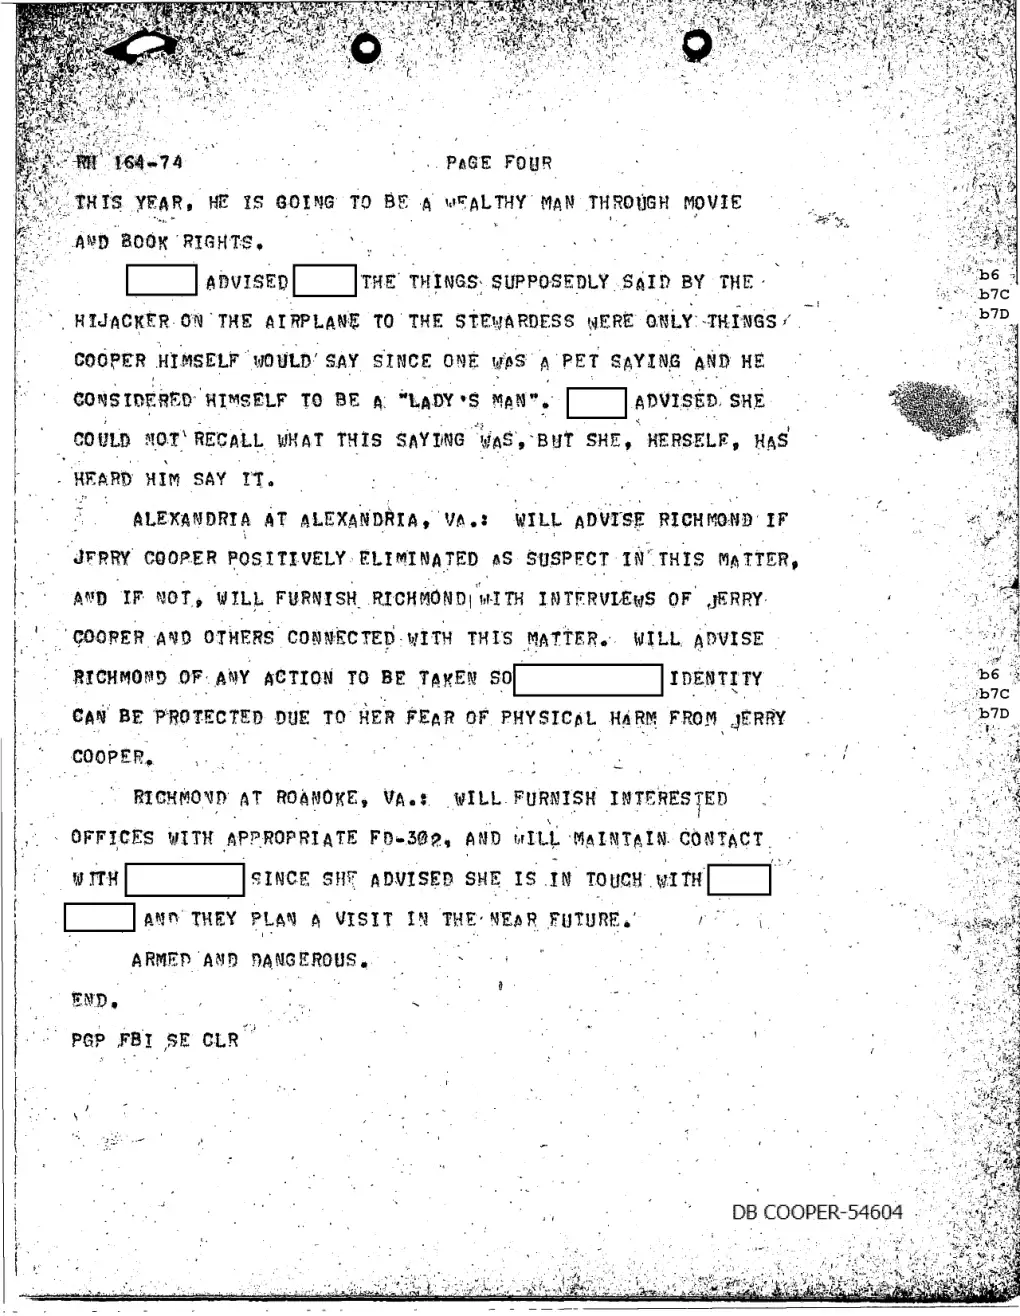 RH 164-74 PAGE FOUR
THIS YEAR, HE IS GOING TO BE A WEALTHY MAN THROUGH MOVIE
AND BOOK RIGHTS.
ADVISED THE THINGS SUPPOSEDLY SAID BY THE
b6
b7C
HIJACKER ON THE AIRPLANE TO THE STEWARDESS WERE ONLY THINGS
b7D
COOPER HIMSELF WOULD SAY SINCE ONE WAS A PET SAYING AND HE
CONSIDERED HIMSELF TO BE A "LADY'S MAN". ADVISED SHE
COULD NOT RECALL WHAT THIS SAYING WAS, BUT SHE, HERSELF, HAS
HEARD HIM SAY IT.
ALEXANDRIA AT ALEXANDRIA, VA.: WILL ADVISE RICHMOND IF
JERRY COOPER POSITIVELY ELIMINATED AS SUSPECT IN THIS MATTER,
AND IF NOT, WILL FURNISH RICHMOND WITH INTERVIEWS OF JERRY
COOPER AND OTHERS CONNECTED WITH THIS MATTER. WILL ADVISE
RICHMOND OF ANY ACTION TO BE TAKEN SO IDENTITY
b6
b7C
CAN BE PROTECTED DUE TO HER FEAR OF PHYSICAL HARM FROM JERRY
b7D
COOPER.
RICHMOND AT ROANOKE, VA.: WILL FURNISH INTERESTED
OFFICES WITH APPROPRIATE FD-302, AND WILL MAINTAIN CONTACT
WITH SINCE SHE ADVISED SHE IS IN TOUCH WITH
AND THEY PLAN A VISIT IN THE NEAR FUTURE.
ARMED AND DANGEROUS.
END.
PGP FBI SE CLR
DB COOPER-54604